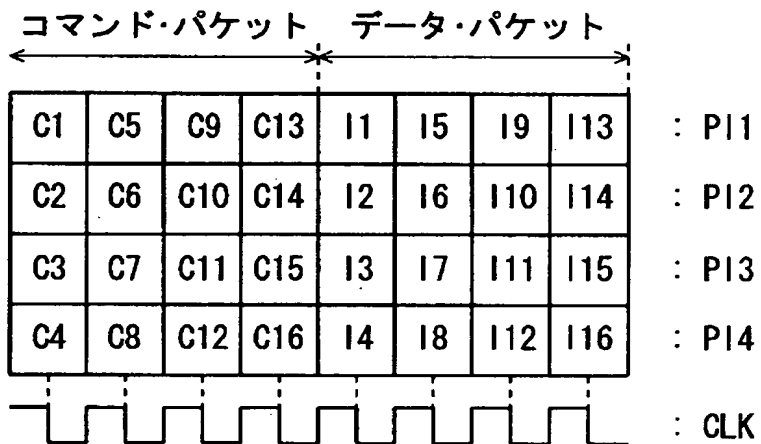 コマンド・パケット データ・パケット
C1 C5 C9 C13 I1 I5 I9 I13 : PI1
C2 C6 C10 C14 I2 I6 I10 I14 : PI2
C3 C7 C11 C15 I3 I7 I11 I15 : PI3
C4 C8 C12 C16 I4 I8 I12 I16 : PI4
: CLK